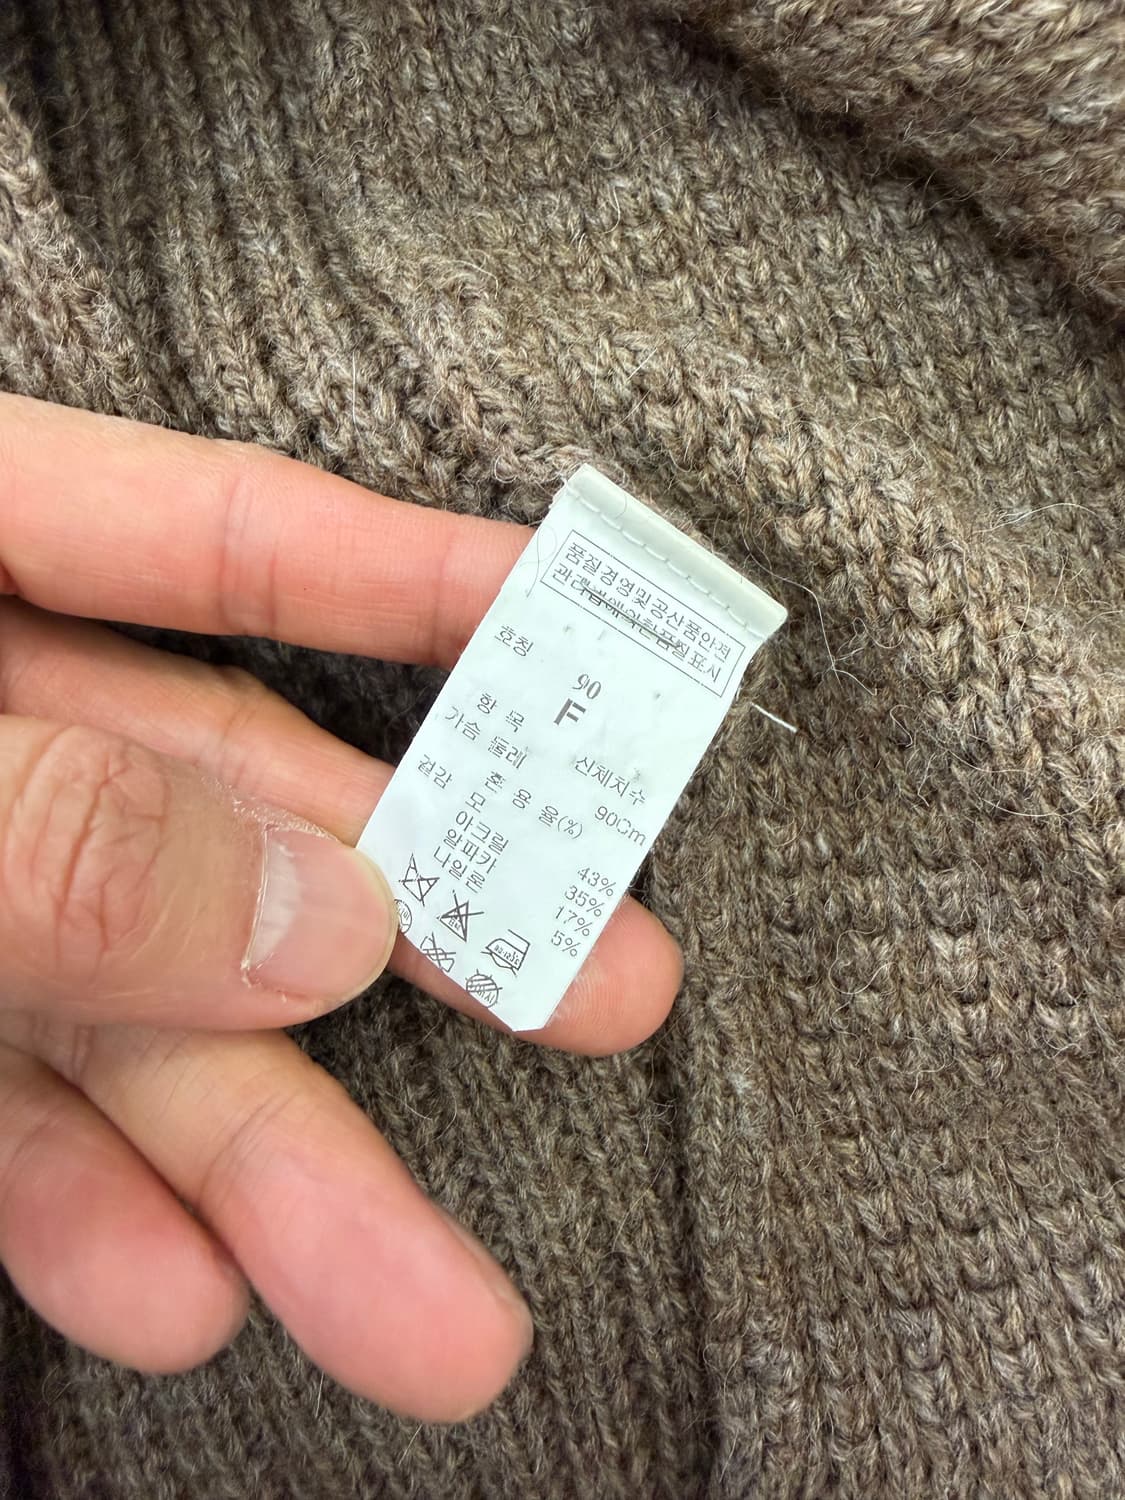 품질경영및공산품안전
관리법에의한품질표시
호칭
90
F
항 목 신체치수
가슴 둘레 90Cm
겉감 혼 용 율(%)
모 43%
아크릴 35%
알파카 17%
나일론 5%